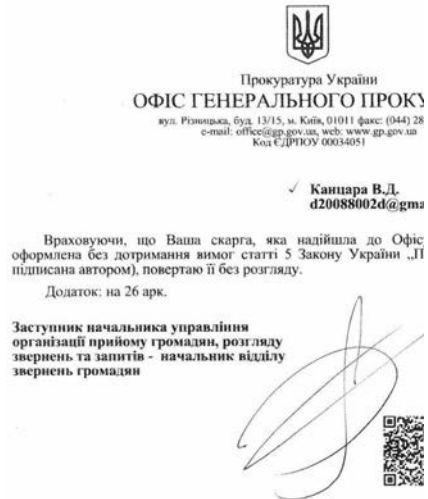 Прокуратура України
ОФІС ГЕНЕРАЛЬНОГО ПРОКУ
вул. Різницька, буд. 13/15, м. Київ, 01011 факс: (044) 28
e-mail: office@gp.gov.ua, web: www.gp.gov.ua
Код ЄДРПОУ 00034051
✓ Канцара В.Д.
d20088002d@gma
Враховуючи, що Ваша скарга, яка надійшла до Офіс
оформлена без дотримання вимог статті 5 Закону України „П
підписана автором), повертаю її без розгляду.
Додаток: на 26 арк.
Заступник начальника управління
організації прийому громадян, розгляду
звернень та запитів - начальник відділу
звернень громадян